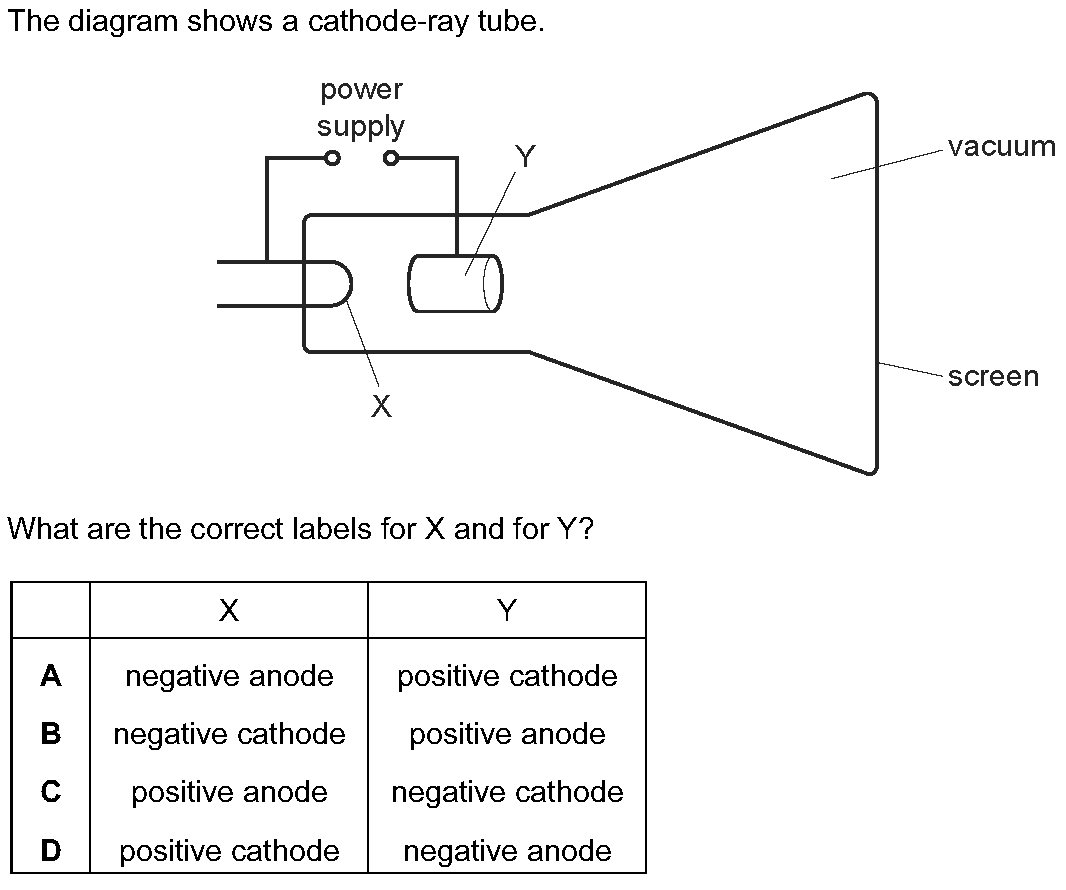 The diagram shows a cathode-ray tube.
power
supply
Y
vacuum
screen
X
What are the correct labels for X and for Y?
X Y
A negative anode positive cathode
B negative cathode positive anode
C positive anode negative cathode
D positive cathode negative anode